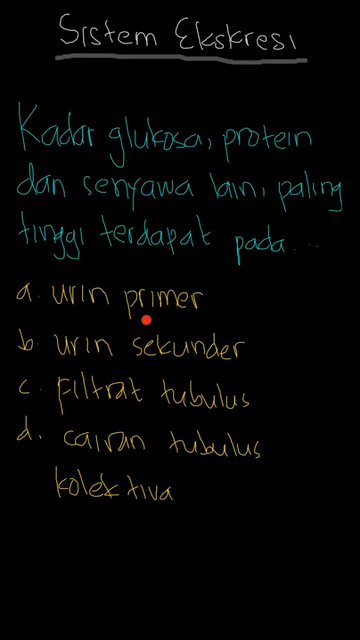 Sistem Ekskresi
Kadar glukosa, protein
dan senyawa lain, paling
tinggi terdapat pada...
a. urin primer
b. urin sekunder
c. filtrat tubulus
d. cairan tubulus
kolektiva